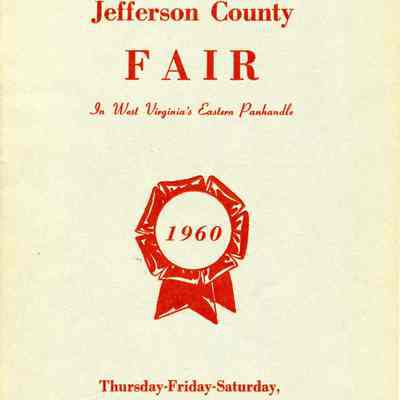 Jefferson County
FAIR
In West Virginia's Eastern Panhandle
1960
Thursday-Friday-Saturday,